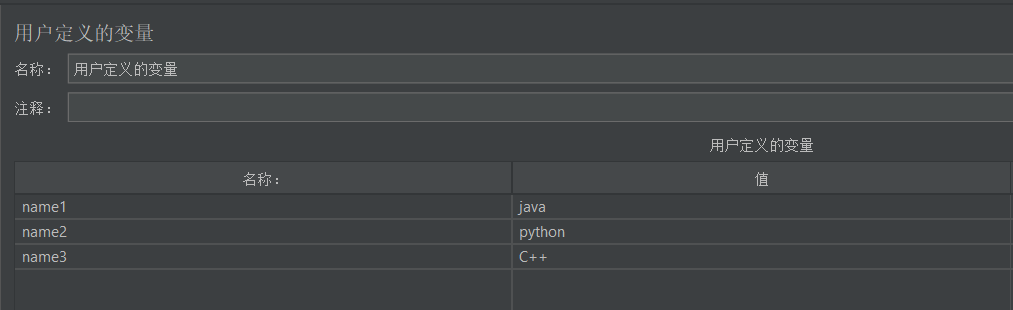 用户定义的变量
名称： 用户定义的变量
注释：
用户定义的变量
名称： 值
name1 java
name2 python
name3 C++